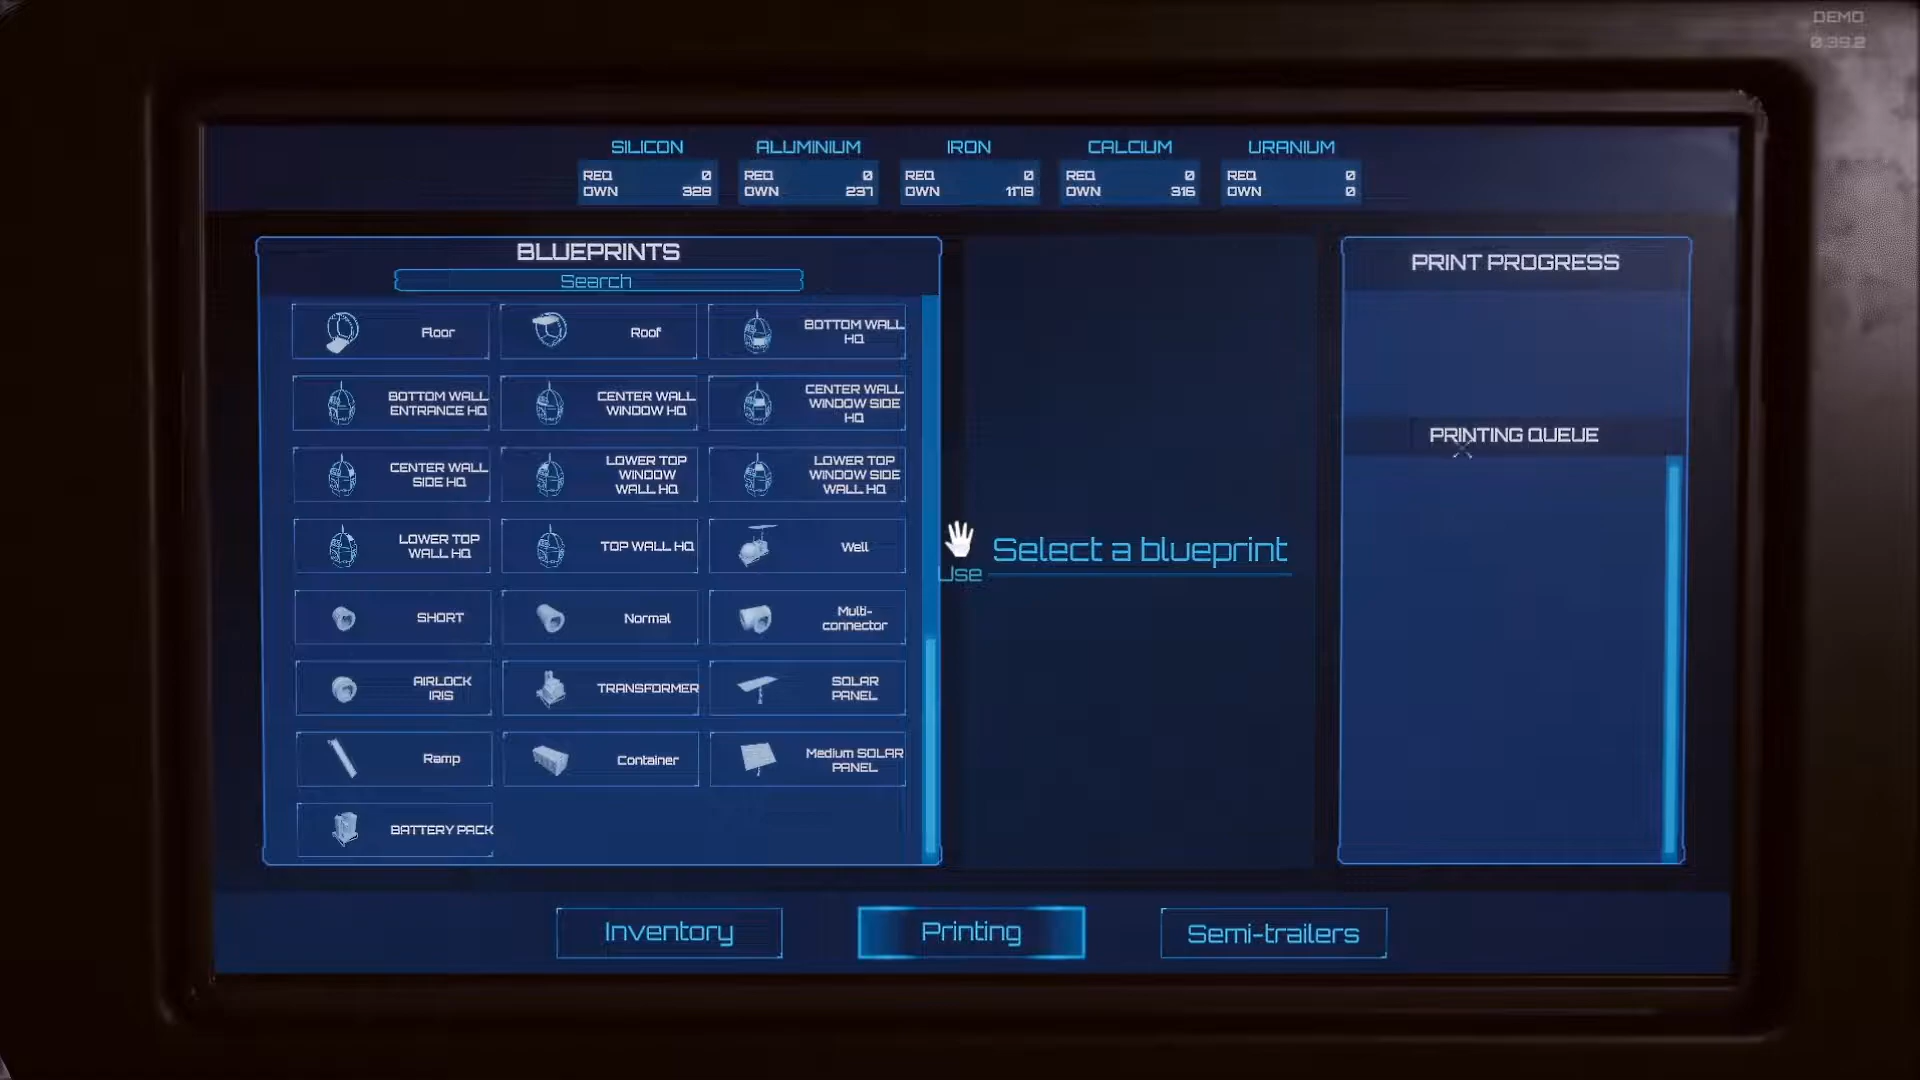 DEMO
0.39.2
SILICON
REQ 0
OWN 328
ALUMINIUM
REQ 0
OWN 237
IRON
REQ 0
OWN 1178
CALCIUM
REQ 0
OWN 316
URANIUM
REQ 0
OWN 0
BLUEPRINTS
Search
Floor
Roof
BOTTOM WALL
HQ
BOTTOM WALL
ENTRANCE HQ
CENTER WALL
WINDOW HQ
CENTER WALL
WINDOW SIDE
HQ
CENTER WALL
SIDE HQ
LOWER TOP
WINDOW
WALL HQ
LOWER TOP
WINDOW SIDE
WALL HQ
LOWER TOP
WALL HQ
TOP WALL HQ
Well
SHORT
Normal
Multi-
connector
AIRLOCK
IRIS
TRANSFORMER
SOLAR
PANEL
Ramp
Container
Medium SOLAR
PANEL
BATTERY PACK
Use
Select a blueprint
PRINT PROGRESS
PRINTING QUEUE
Inventory
Printing
Semi-trailers